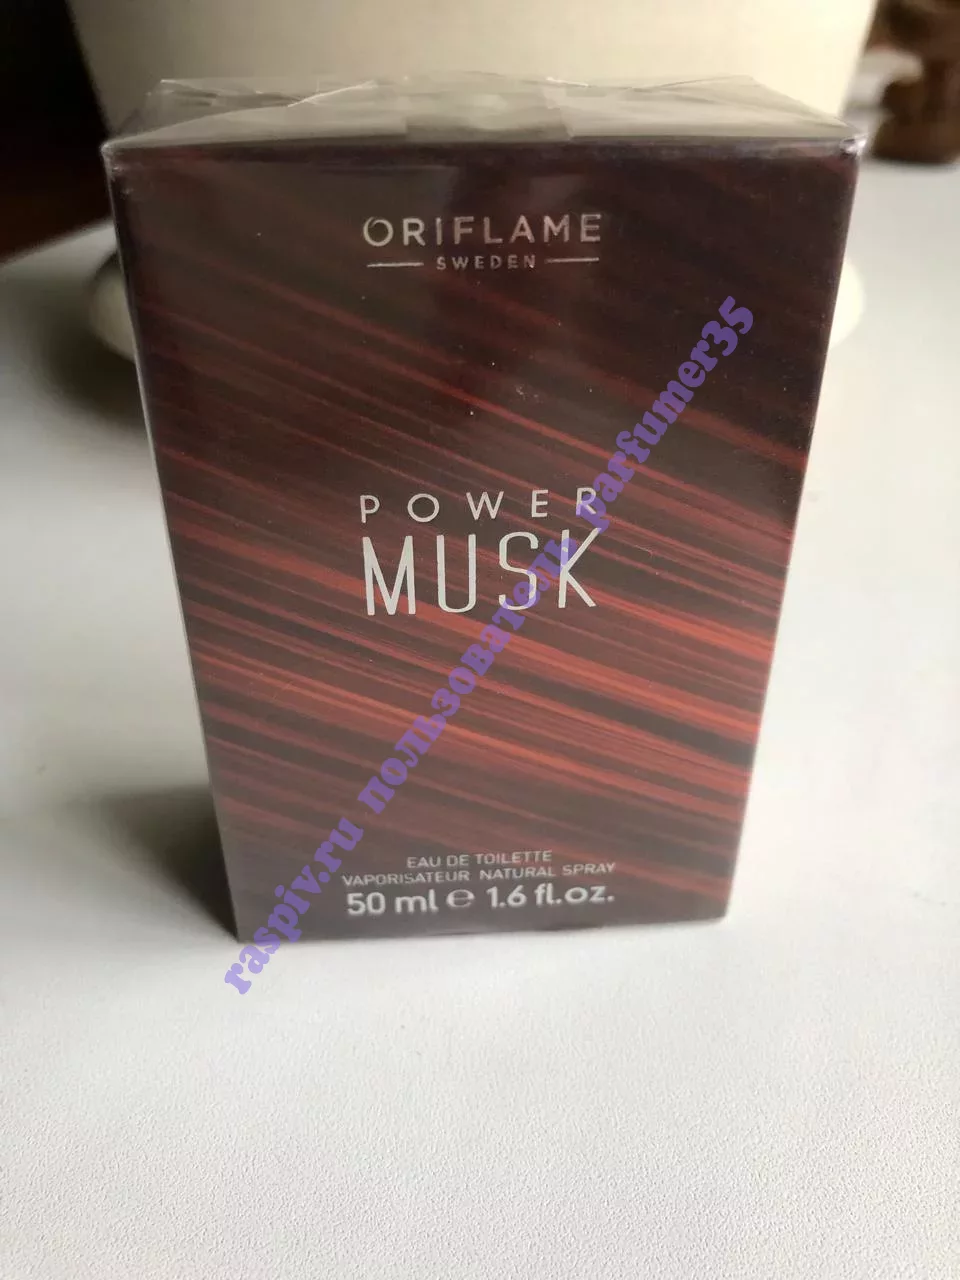 ORIFLAME
SWEDEN
POWER
MUSK
EAU DE TOILETTE
VAPORISATEUR NATURAL SPRAY
50 ml e 1.6 fl.oz.
raspiv.ru пользователь parfumer35